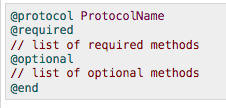 @protocol ProtocolName
@required
// list of required methods
@optional
// list of optional methods
@end